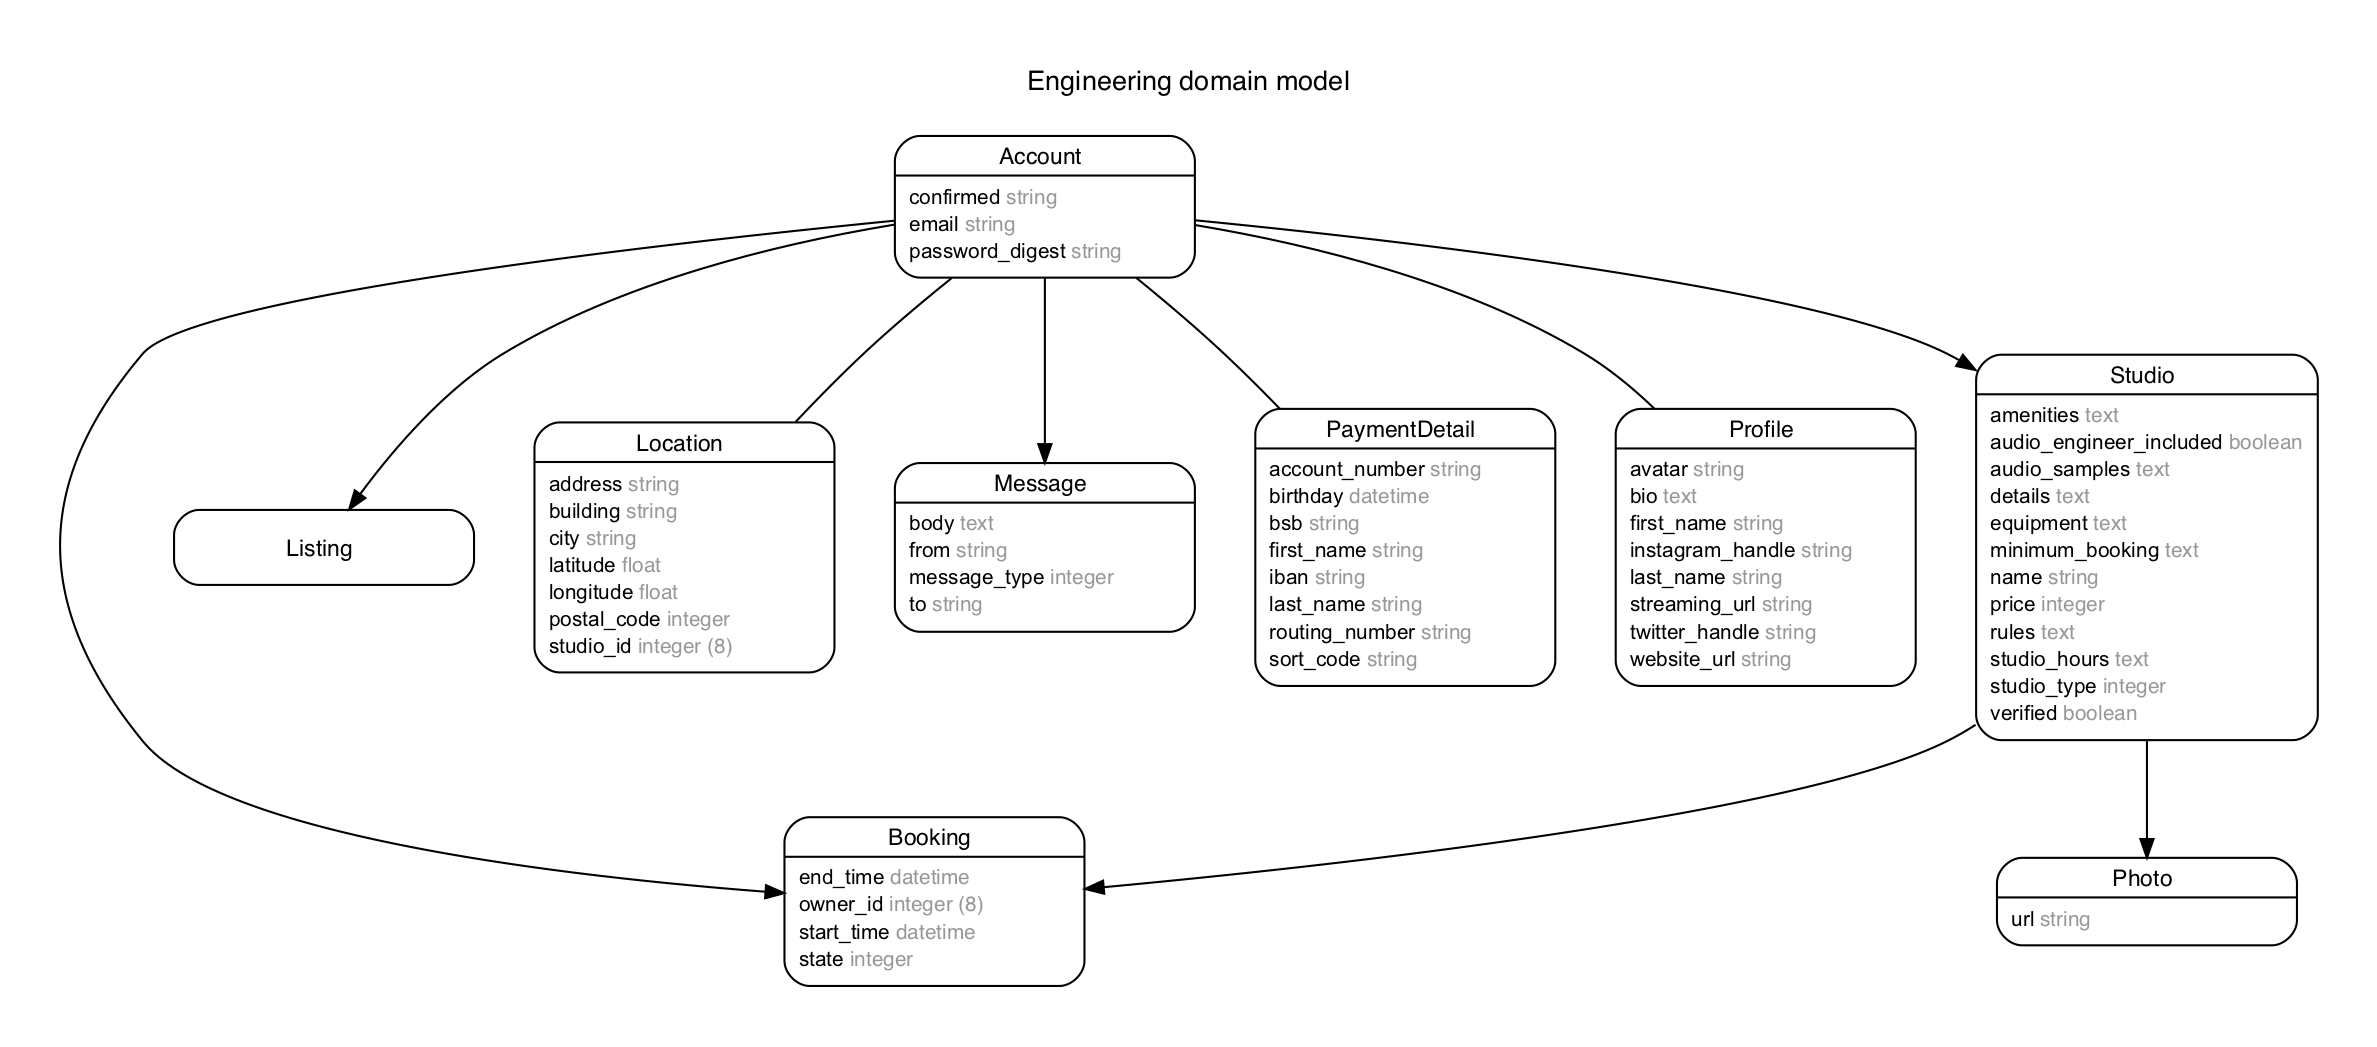 Engineering domain model
Account
confirmed string
email string
password_digest string
Listing
Location
address string
building string
city string
latitude float
longitude float
postal_code integer
studio_id integer (8)
Message
body text
from string
message_type integer
to string
PaymentDetail
account_number string
birthday datetime
bsb string
first_name string
iban string
last_name string
routing_number string
sort_code string
Profile
avatar string
bio text
first_name string
instagram_handle string
last_name string
streaming_url string
twitter_handle string
website_url string
Studio
amenities text
audio_engineer_included boolean
audio_samples text
details text
equipment text
minimum_booking text
name string
price integer
rules text
studio_hours text
studio_type integer
verified boolean
Booking
end_time datetime
owner_id integer (8)
start_time datetime
state integer
Photo
url string